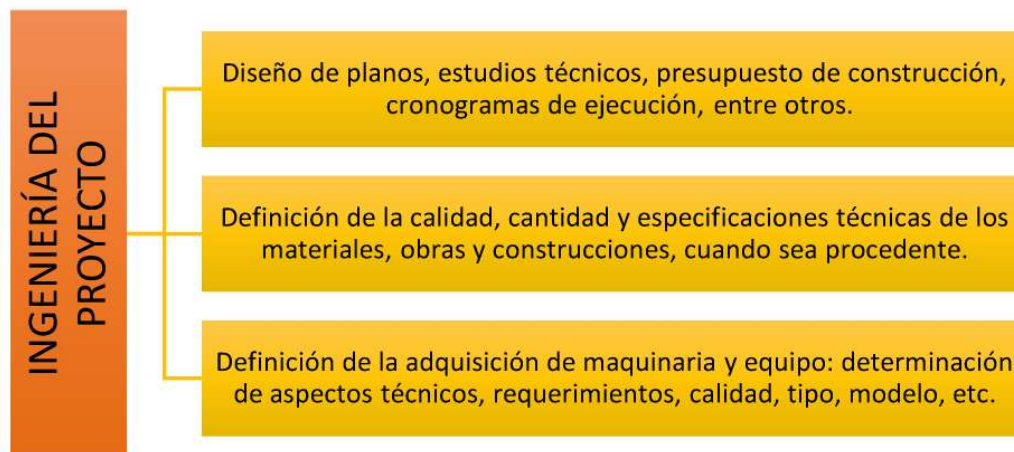 INGENIERÍA DEL
PROYECTO
Diseño de planos, estudios técnicos, presupuesto de construcción,
cronogramas de ejecución, entre otros.
Definición de la calidad, cantidad y especificaciones técnicas de los
materiales, obras y construcciones, cuando sea procedente.
Definición de la adquisición de maquinaria y equipo: determinación
de aspectos técnicos, requerimientos, calidad, tipo, modelo, etc.